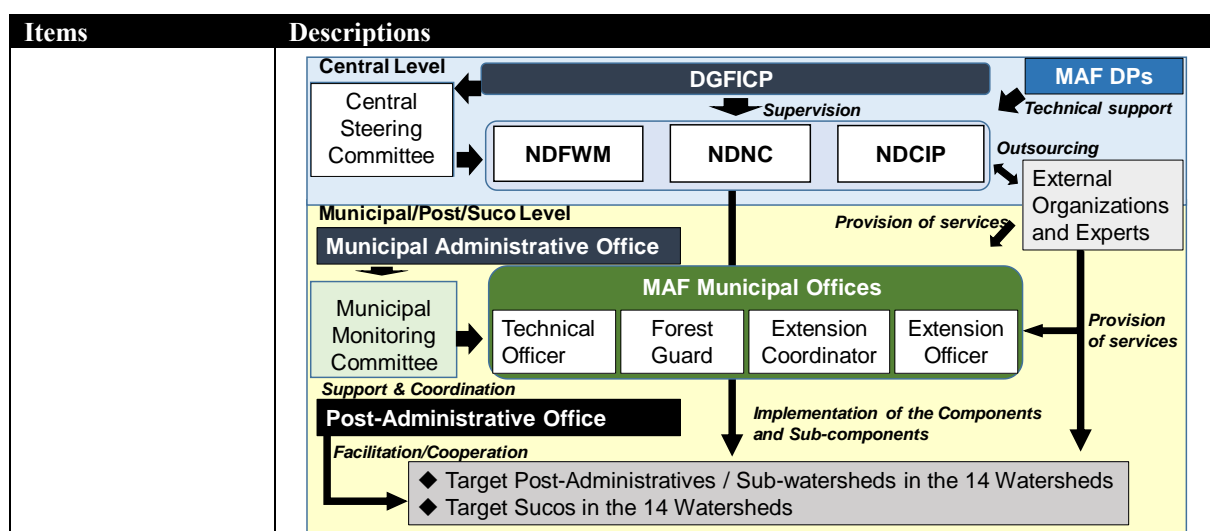 Items
Descriptions
Central Level
DGFICP
MAF DPs
Central
Steering
Committee
Supervision
Technical support
NDFWM
NDNC
NDCIP
Outsourcing
External
Organizations
and Experts
Municipal/Post/Suco Level
Provision of services
Municipal Administrative Office
MAF Municipal Offices
Municipal
Monitoring
Committee
Technical
Officer
Forest
Guard
Extension
Coordinator
Extension
Officer
Provision
of services
Support & Coordination
Post-Administrative Office
Implementation of the Components
and Sub-components
Facilitation/Cooperation
◆ Target Post-Administratives / Sub-watersheds in the 14 Watersheds
◆ Target Sucos in the 14 Watersheds